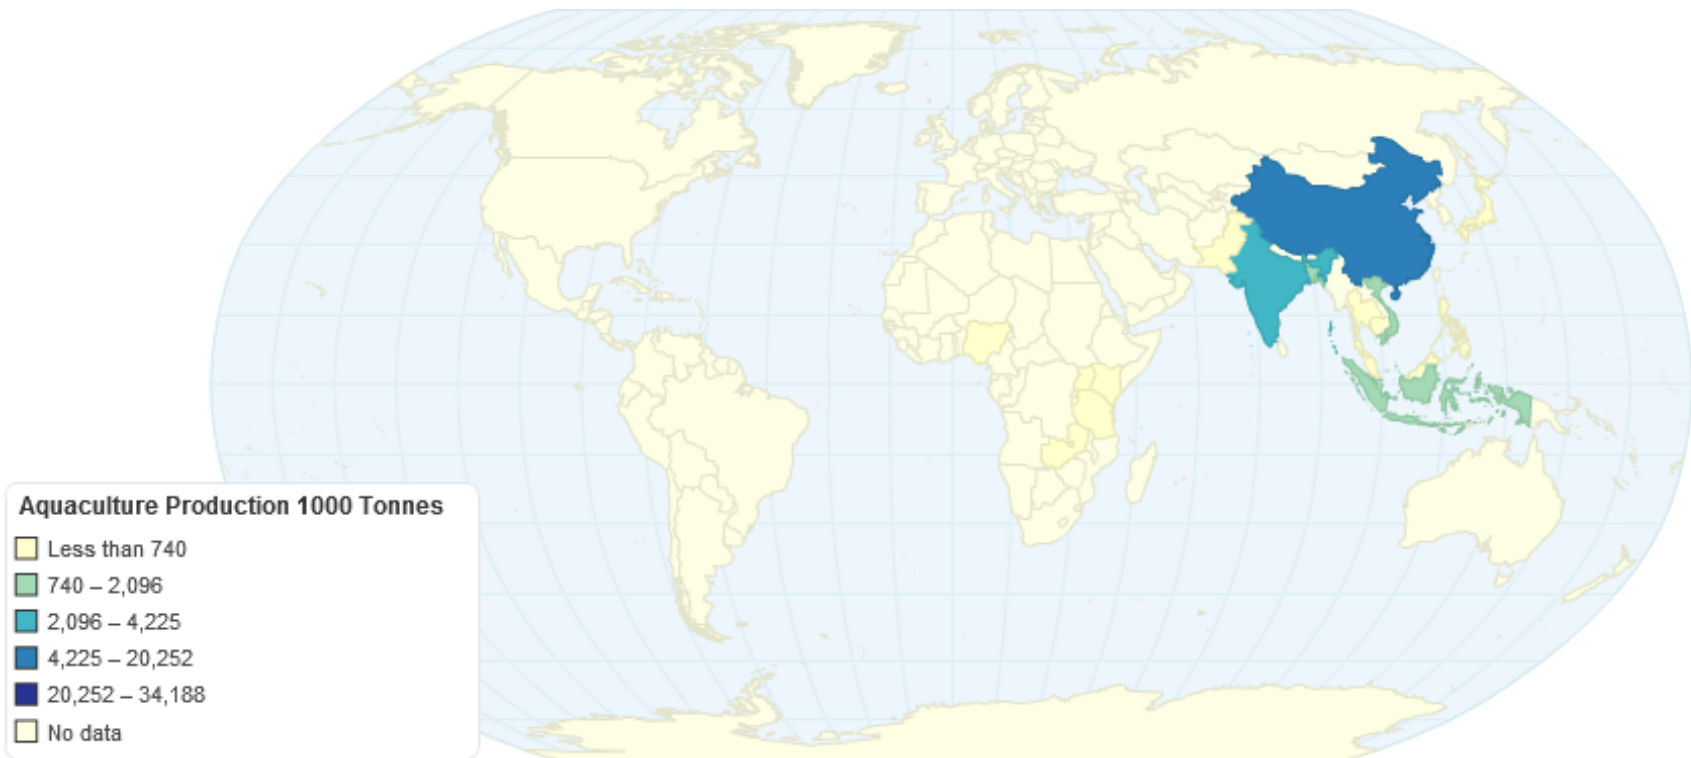 Aquaculture Production 1000 Tonnes
Less than 740
740 – 2,096
2,096 – 4,225
4,225 – 20,252
20,252 – 34,188
No data